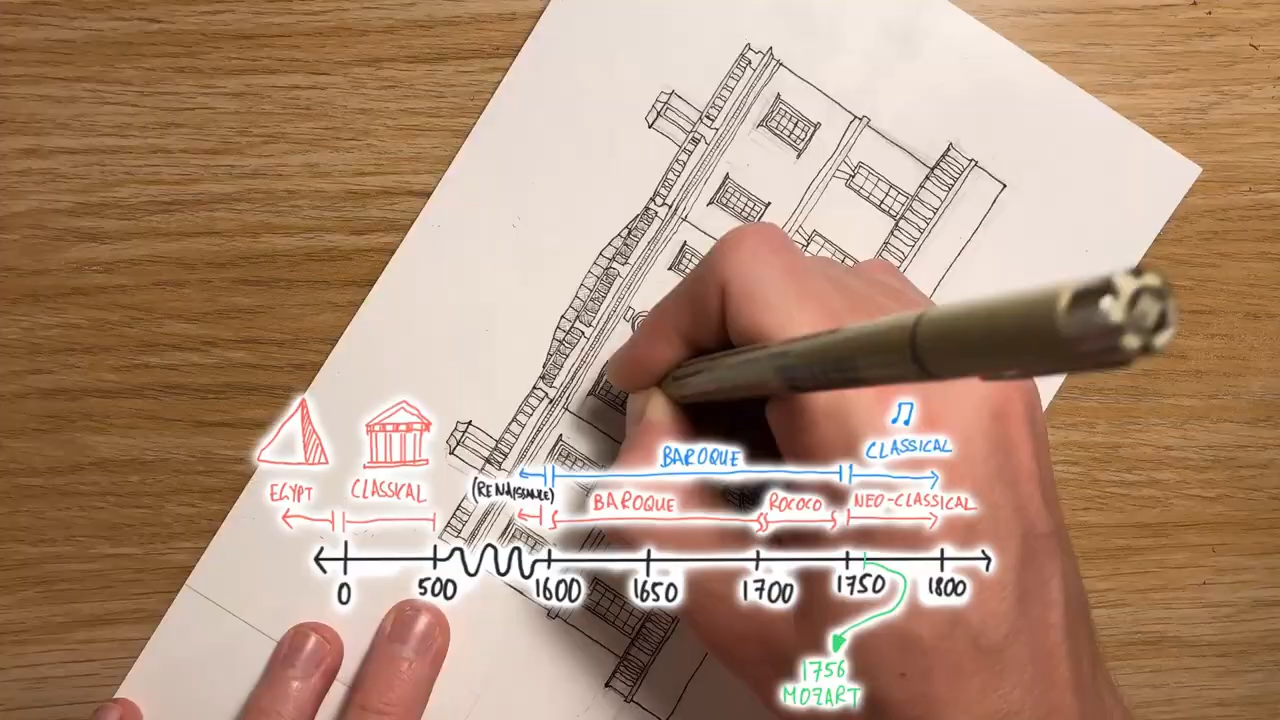 BAROQUE
CLASSICAL
EGYPT
CLASSICAL
(RENAISSANCE)
BAROQUE
ROCOCO
NEO-CLASSICAL
0
500
1600
1650
1700
1750
1800
1756
MOZART